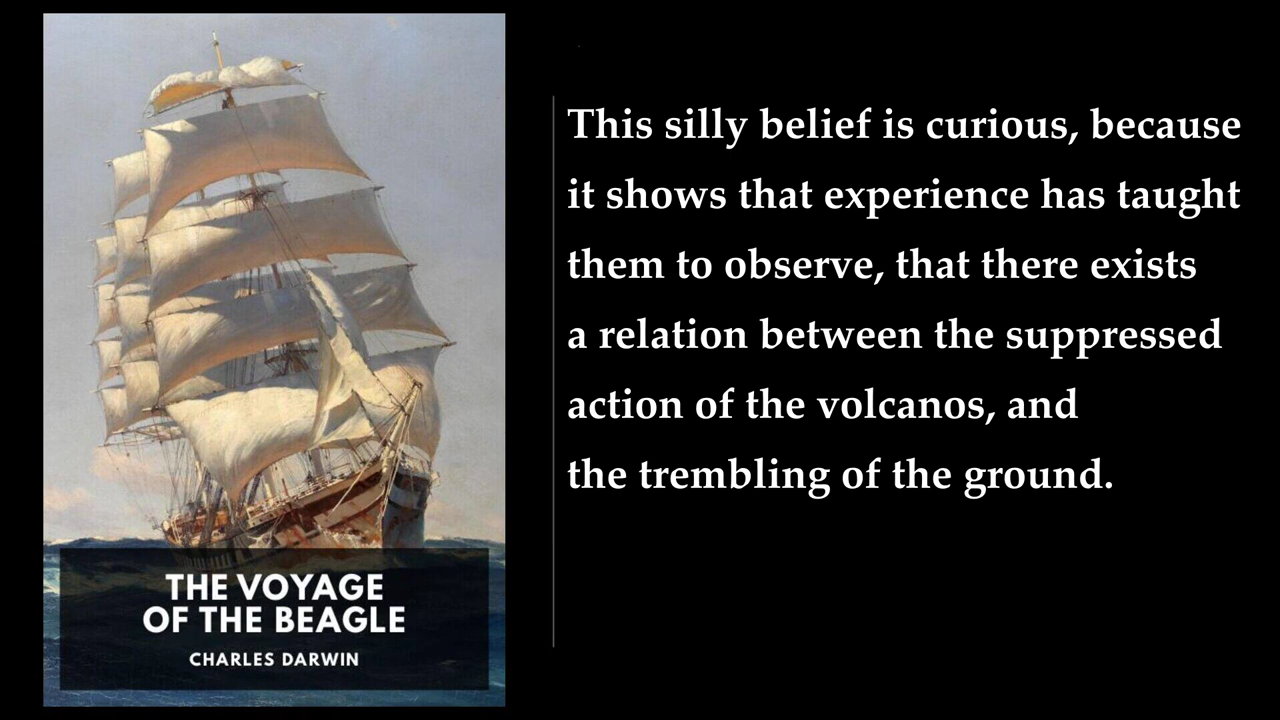 THE VOYAGE
OF THE BEAGLE
CHARLES DARWIN
This silly belief is curious, because
it shows that experience has taught
them to observe, that there exists
a relation between the suppressed
action of the volcanos, and
the trembling of the ground.